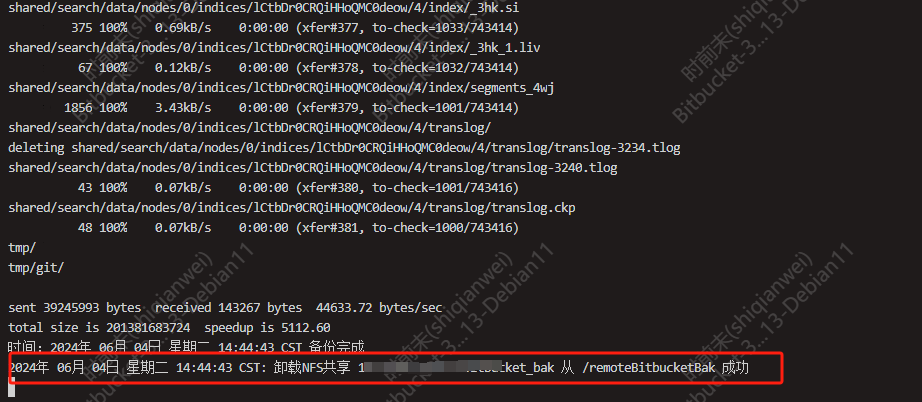 shared/search/data/nodes/0/indices/lCtbDr0CRQiHHoQMC0deow/4/index/_3hk.si
375 100% 0.69kB/s 0:00:00 (xfer#377, to-check=1033/743414)
shared/search/data/nodes/0/indices/lCtbDr0CRQiHHoQMC0deow/4/index/_3hk_1.liv
67 100% 0.12kB/s 0:00:00 (xfer#378, to-check=1032/743414)
shared/search/data/nodes/0/indices/lCtbDr0CRQiHHoQMC0deow/4/index/segments_4wj
1856 100% 3.43kB/s 0:00:00 (xfer#379, to-check=1001/743414)
shared/search/data/nodes/0/indices/lCtbDr0CRQiHHoQMC0deow/4/translog/
deleting shared/search/data/nodes/0/indices/lCtbDr0CRQiHHoQMC0deow/4/translog/translog-3234.tlog
shared/search/data/nodes/0/indices/lCtbDr0CRQiHHoQMC0deow/4/translog/translog-3240.tlog
43 100% 0.07kB/s 0:00:00 (xfer#380, to-check=1001/743416)
shared/search/data/nodes/0/indices/lCtbDr0CRQiHHoQMC0deow/4/translog/translog.ckp
48 100% 0.07kB/s 0:00:00 (xfer#381, to-check=1000/743416)
tmp/
tmp/git/
sent 39245993 bytes received 143267 bytes 44633.72 bytes/sec
total size is 201381683724 speedup is 5112.60
时间: 2024年 06月 04日 星期二 14:44:43 CST 备份完成
2024年 06月 04日 星期二 14:44:43 CST: 卸载NFS共享 从 /remoteBitbucketBak 成功
时前末(shiqianwei)
Bitbucket-3...13-Debian11